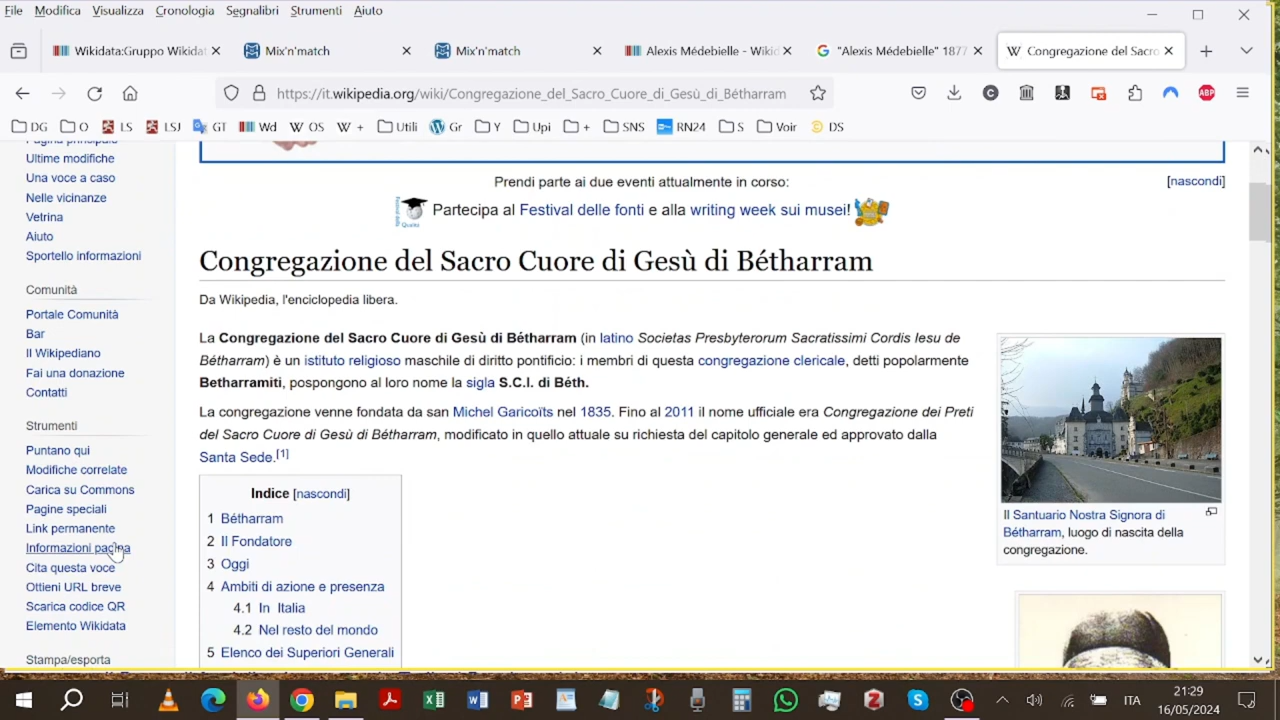 File Modifica Visualizza Cronologia Segnalibri Strumenti Aiuto
Wikidata:Gruppo Wikidat
Mix'n'match
Mix'n'match
Alexis Médebielle - Wikid
"Alexis Médebielle" 1877
Congregazione del Sacro
https://it.wikipedia.org/wiki/Congregazione_del_Sacro_Cuore_di_Gesù_di_Bétharram
DG O LS LSJ GT Wd OS + Utili Gr Y Upi + SNS RN24 S Voir DS
Pagina principale
Ultime modifiche
Una voce a caso
Nelle vicinanze
Vetrina
Aiuto
Sportello informazioni
Comunità
Portale Comunità
Bar
Il Wikipediano
Fai una donazione
Contatti
Strumenti
Puntano qui
Modifiche correlate
Carica su Commons
Pagine speciali
Link permanente
Informazioni pagina
Cita questa voce
Ottieni URL breve
Scarica codice QR
Elemento Wikidata
Stampa/esporta
Prendi parte ai due eventi attualmente in corso:
[nascondi]
Partecipa al Festival delle fonti e alla writing week sui musei!
Congregazione del Sacro Cuore di Gesù di Bétharram
Da Wikipedia, l'enciclopedia libera.
La Congregazione del Sacro Cuore di Gesù di Bétharram (in latino Societas Presbyterorum Sacratissimi Cordis Iesu de
Bétharram) è un istituto religioso maschile di diritto pontificio: i membri di questa congregazione clericale, detti popolarmente
Betharramiti, pospongono al loro nome la sigla S.C.I. di Béth.
La congregazione venne fondata da san Michel Garicoïts nel 1835. Fino al 2011 il nome ufficiale era Congregazione dei Preti
del Sacro Cuore di Gesù di Bétharram, modificato in quello attuale su richiesta del capitolo generale ed approvato dalla
Santa Sede.[1]
Indice [nascondi]
1 Bétharram
2 Il Fondatore
3 Oggi
4 Ambiti di azione e presenza
4.1 In Italia
4.2 Nel resto del mondo
5 Elenco dei Superiori Generali
Il Santuario Nostra Signora di
Bétharram, luogo di nascita della
congregazione.
ITA
21:29
16/05/2024